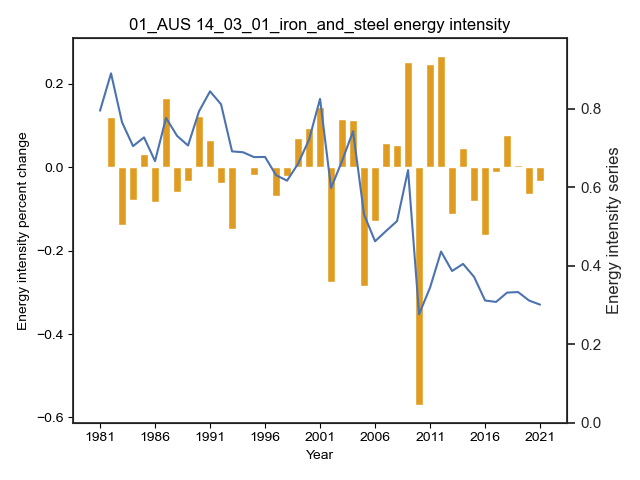 01_AUS 14_03_01_iron_and_steel energy intensity
Energy intensity percent change
0.2
0.0
−0.2
−0.4
−0.6
0.8
0.6
0.4
0.2
0.0
Energy intensity series
1981 1986 1991 1996 2001 2006 2011 2016 2021
Year